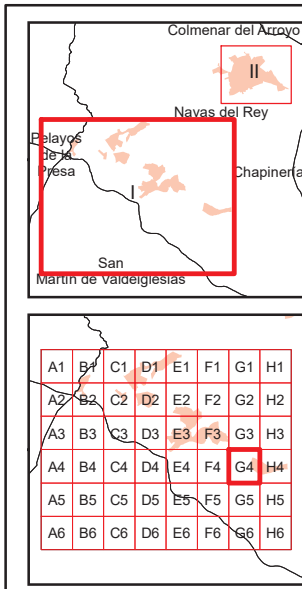 Colmenar del Arroyo
II
Navas del Rey
Pelayos
de la
Presa
Chapinería
I
San
Martín de Valdeiglesias
A1 B1 C1 D1 E1 F1 G1 H1
A2 B2 C2 D2 E2 F2 G2 H2
A3 B3 C3 D3 E3 F3 G3 H3
A4 B4 C4 D4 E4 F4 G4 H4
A5 B5 C5 D5 E5 F5 G5 H5
A6 B6 C6 D6 E6 F6 G6 H6